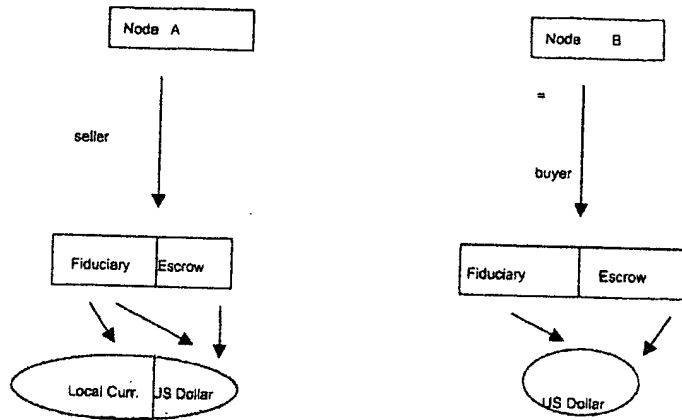 Node A
Node B
=
seller
buyer
Fiduciary Escrow
Fiduciary Escrow
Local Curr. US Dollar
US Dollar